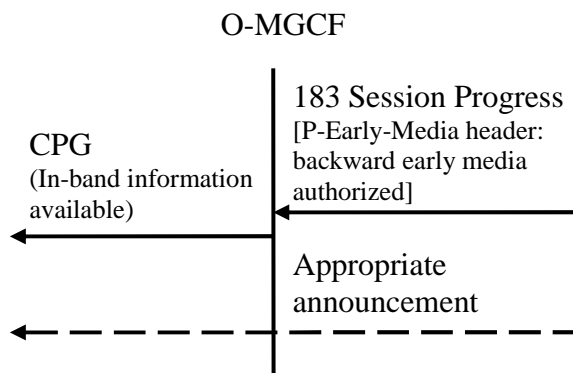 O-MGCF
183 Session Progress
[P-Early-Media header:
backward early media
authorized]
CPG
(In-band information
available)
Appropriate
announcement